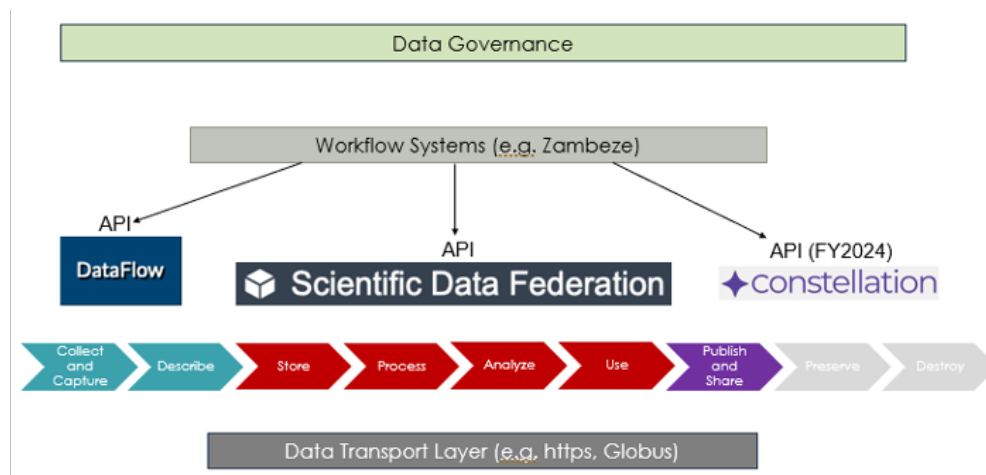 Data Governance
Workflow Systems (e.g. Zambeze)
API
DataFlow
API
Scientific Data Federation
API (FY2024)
constellation
Collect
and
Capture
Describe
Store
Process
Analyze
Use
Publish
and
Share
Preserve
Destroy
Data Transport Layer (e.g. https, Globus)